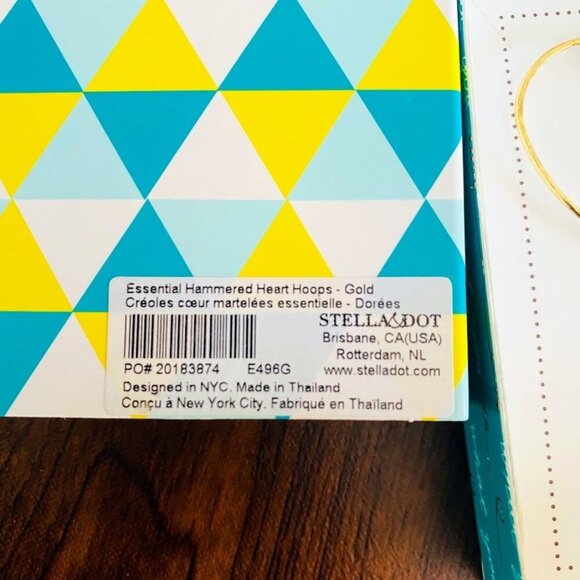 Essential Hammered Heart Hoops - Gold
Créoles cœur martelées essentielle - Dorées
STELLA&DOT
Brisbane, CA(USA)
Rotterdam, NL
PO# 20183874 E496G www.stelladot.com
Designed in NYC. Made in Thailand
Conçu à New York City. Fabriqué en Thaïland